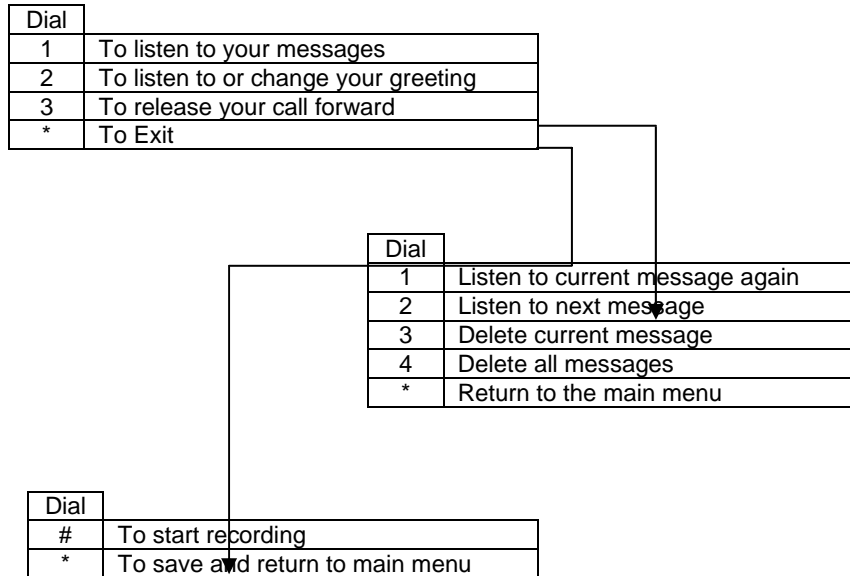 Dial
1 To listen to your messages
2 To listen to or change your greeting
3 To release your call forward
* To Exit
Dial
1 Listen to current message again
2 Listen to next message
3 Delete current message
4 Delete all messages
* Return to the main menu
Dial
# To start recording
* To save and return to main menu